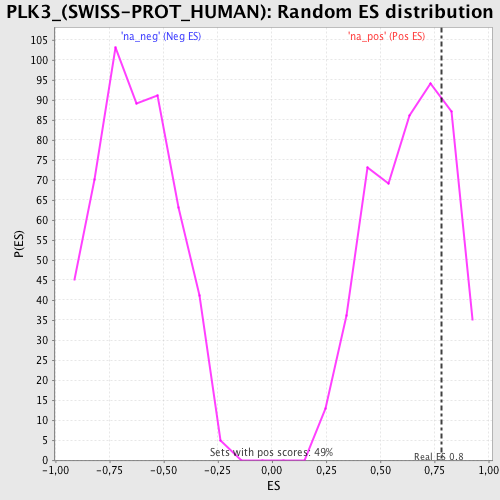 PLK3_(SWISS-PROT_HUMAN): Random ES distribution
'na_neg' (Neg ES)
'na_pos' (Pos ES)
105
100
95
90
85
80
75
70
65
60
55
50
45
40
35
30
25
20
15
10
5
0
P(ES)
Sets with pos scores: 49%
Real ES 0.8
-1,00 -0,75 -0,50 -0,25 0,00 0,25 0,50 0,75 1,00
ES